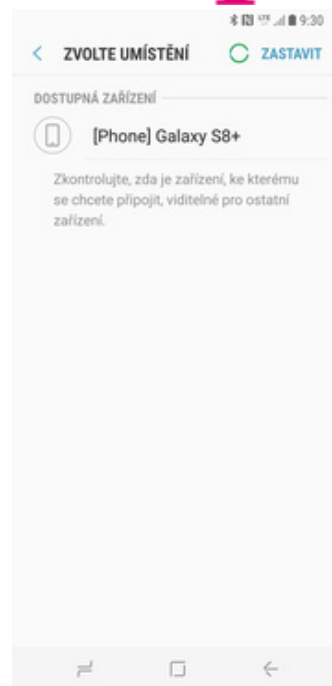 9:30
ZVOLTE UMÍSTĚNÍ
ZASTAVIT
DOSTUPNÁ ZAŘÍZENÍ
[Phone] Galaxy S8+
Zkontrolujte, zda je zařízení, ke kterému
se chcete připojit, viditelné pro ostatní
zařízení.